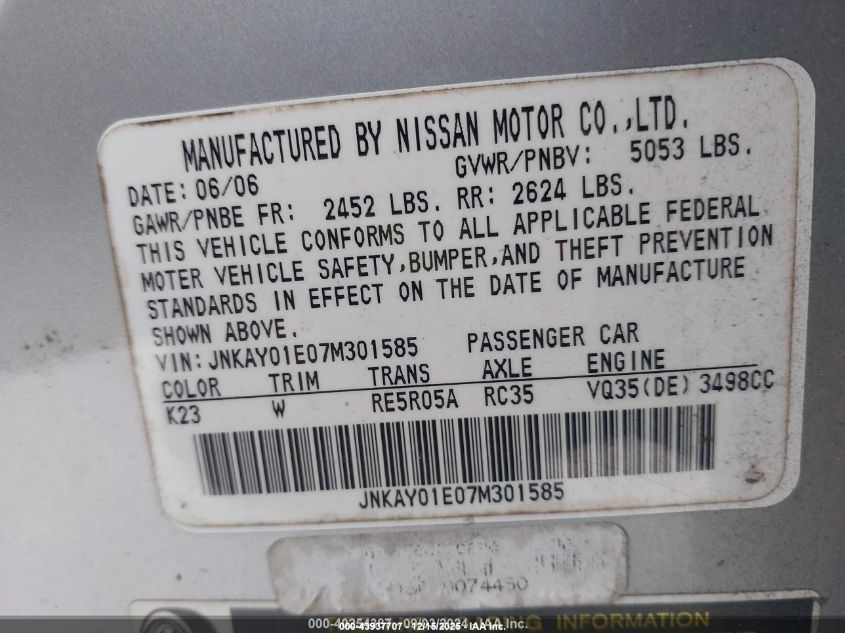 MANUFACTURED BY NISSAN MOTOR CO.,LTD.
DATE: 06/06 GVWR/PNBV: 5053 LBS.
GAWR/PNBE FR: 2452 LBS. RR: 2624 LBS.
THIS VEHICLE CONFORMS TO ALL APPLICABLE FEDERAL
MOTER VEHICLE SAFETY,BUMPER,AND THEFT PREVENTION
STANDARDS IN EFFECT ON THE DATE OF MANUFACTURE
SHOWN ABOVE.
VIN:JNKAY01E07M301585 PASSENGER CAR
COLOR TRIM TRANS AXLE ENGINE
K23 W RE5R05A RC35 VQ35(DE) 3498CC
JNKAY01E07M301585
INFORMATION